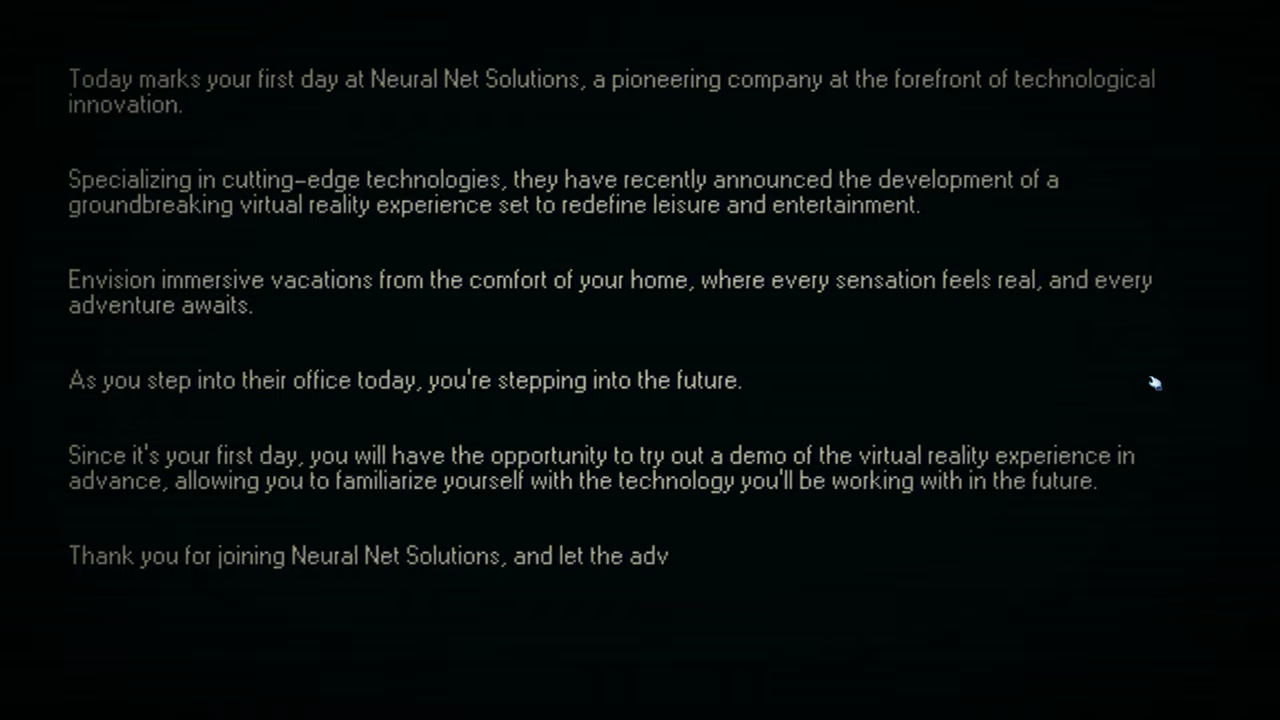 Today marks your first day at Neural Net Solutions, a pioneering company at the forefront of technological
innovation.
Specializing in cutting-edge technologies, they have recently announced the development of a
groundbreaking virtual reality experience set to redefine leisure and entertainment.
Envision immersive vacations from the comfort of your home, where every sensation feels real, and every
adventure awaits.
As you step into their office today, you're stepping into the future.
Since it's your first day, you will have the opportunity to try out a demo of the virtual reality experience in
advance, allowing you to familiarize yourself with the technology you'll be working with in the future.
Thank you for joining Neural Net Solutions, and let the adv